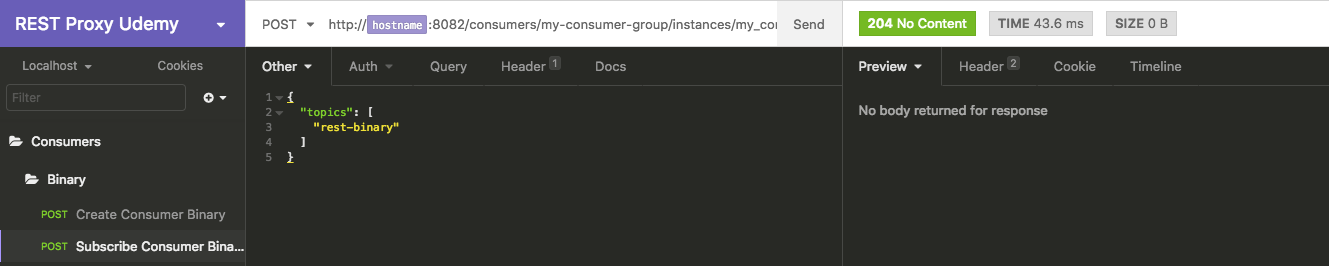 REST Proxy Udemy
POST http://hostname:8082/consumers/my-consumer-group/instances/my_con Send
204 No Content TIME 43.6 ms SIZE 0 B
Localhost Cookies
Other Auth Query Header 1 Docs
Preview Header 2 Cookie Timeline
Filter
1 {
2 "topics": [
3 "rest-binary"
4 ]
5 }
No body returned for response
Consumers
Binary
POST Create Consumer Binary
POST Subscribe Consumer Bina...